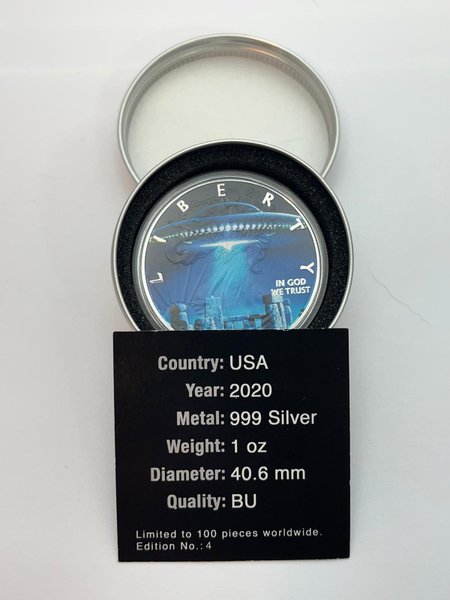 LIBERTY
IN GOD
WE TRUST
Country: USA
Year: 2020
Metal: 999 Silver
Weight: 1 oz
Diameter: 40.6 mm
Quality: BU
Limited to 100 pieces worldwide.
Edition No.: 4